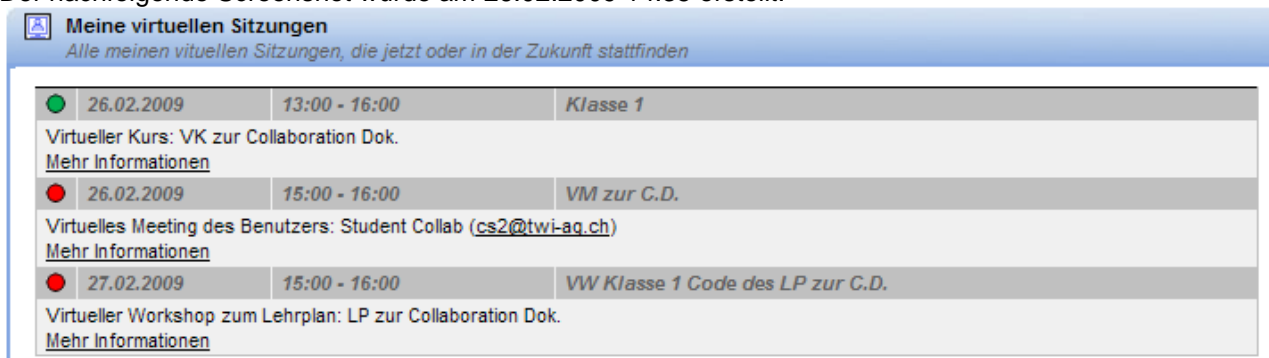 Meine virtuellen Sitzungen
Alle meinen vituellen Sitzungen, die jetzt oder in der Zukunft stattfinden
26.02.2009 13:00 - 16:00 Klasse 1
Virtueller Kurs: VK zur Collaboration Dok.
Mehr Informationen
26.02.2009 15:00 - 16:00 VM zur C.D.
Virtuelles Meeting des Benutzers: Student Collab (cs2@twi-ag.ch)
Mehr Informationen
27.02.2009 15:00 - 16:00 VW Klasse 1 Code des LP zur C.D.
Virtueller Workshop zum Lehrplan: LP zur Collaboration Dok.
Mehr Informationen